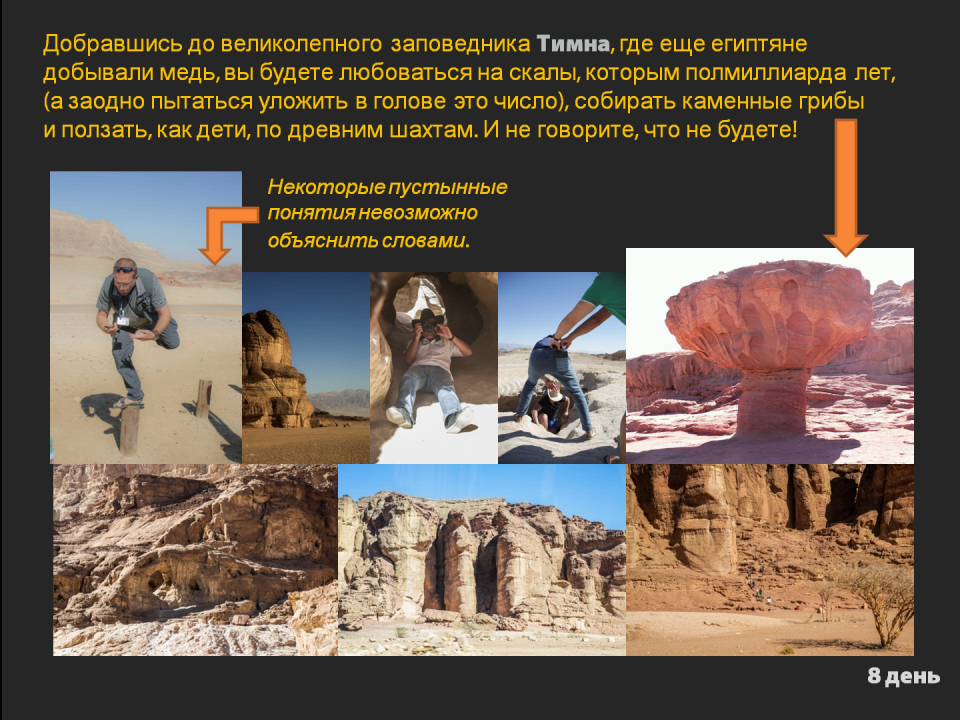 Добравшись до великолепного заповедника Тимна, где еще египтяне
добывали медь, вы будете любоваться на скалы, которым полмиллиарда лет,
(а заодно пытаться уложить в голове это число), собирать каменные грибы
и ползать, как дети, по древним шахтам. И не говорите, что не будете!
Некоторые пустынные
понятия невозможно
объяснить словами.
8 день